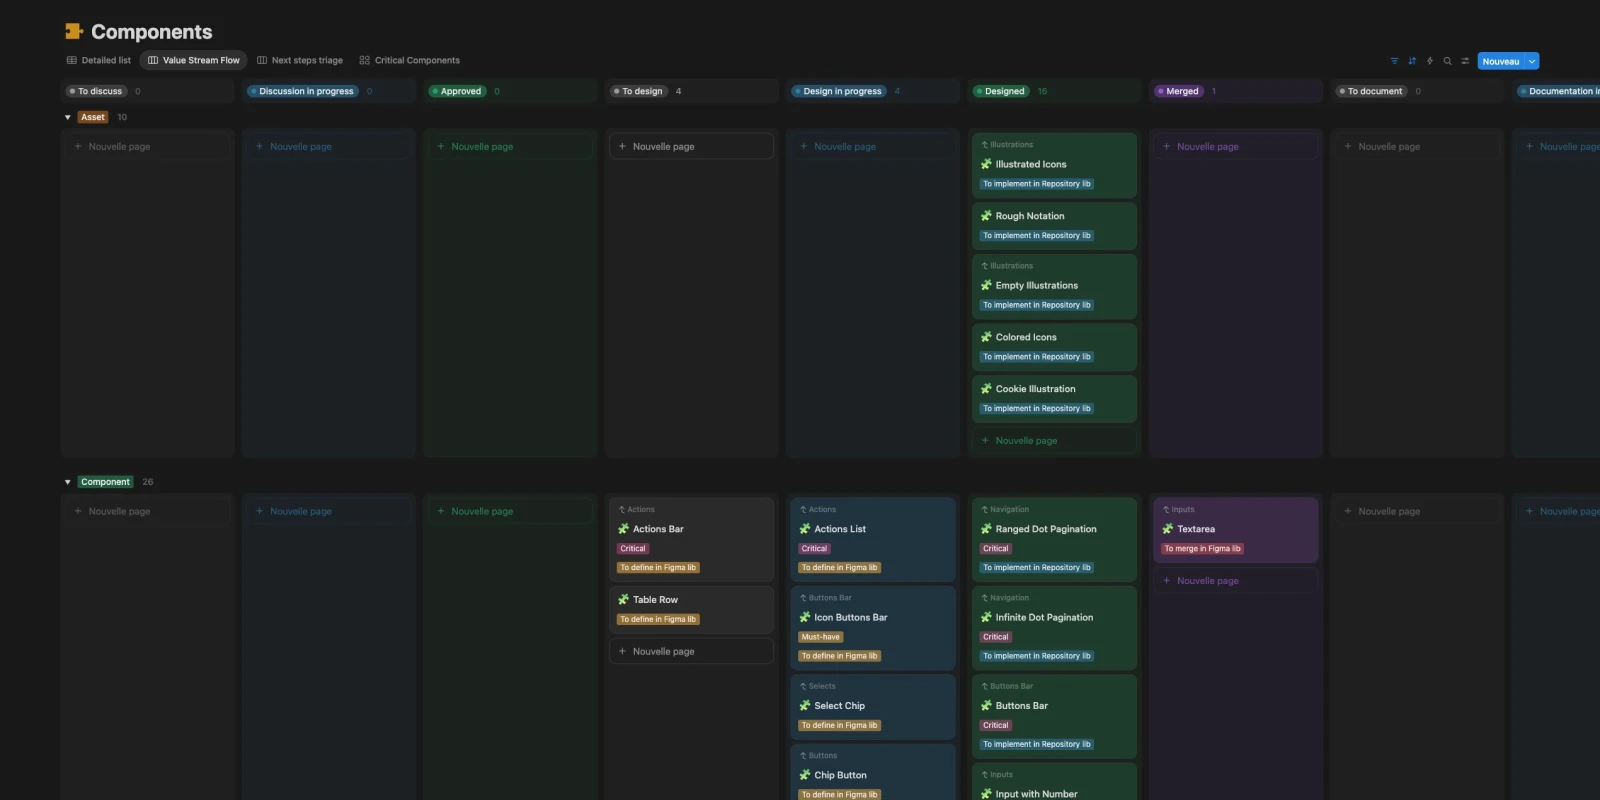 Components
Detailed list
Value Stream Flow
Next steps triage
Critical Components
Nouveau
To discuss 0
Discussion in progress 0
Approved 0
To design 4
Design in progress 4
Designed 16
Merged 1
To document 0
Documentation in
Asset 10
+ Nouvelle page
+ Nouvelle page
+ Nouvelle page
+ Nouvelle page
+ Nouvelle page
Illustrations
Illustrated Icons
To implement in Repository lib
Rough Notation
To implement in Repository lib
Illustrations
Empty Illustrations
To implement in Repository lib
Colored Icons
To implement in Repository lib
Cookie Illustration
To implement in Repository lib
+ Nouvelle page
+ Nouvelle page
+ Nouvelle page
+ Nouvelle page
Component 26
+ Nouvelle page
+ Nouvelle page
+ Nouvelle page
Actions
Actions Bar
Critical
To define in Figma lib
Table Row
To define in Figma lib
+ Nouvelle page
Actions
Actions List
Critical
To define in Figma lib
Buttons Bar
Icon Buttons Bar
Must-have
To define in Figma lib
Selects
Select Chip
To define in Figma lib
Buttons
Chip Button
To define in Figma lib
Navigation
Ranged Dot Pagination
Critical
To implement in Repository lib
Navigation
Infinite Dot Pagination
Critical
To implement in Repository lib
Buttons Bar
Buttons Bar
Critical
To implement in Repository lib
Inputs
Input with Number
Inputs
Textarea
To merge in Figma lib
+ Nouvelle page
+ Nouvelle page
+ Nouvelle page